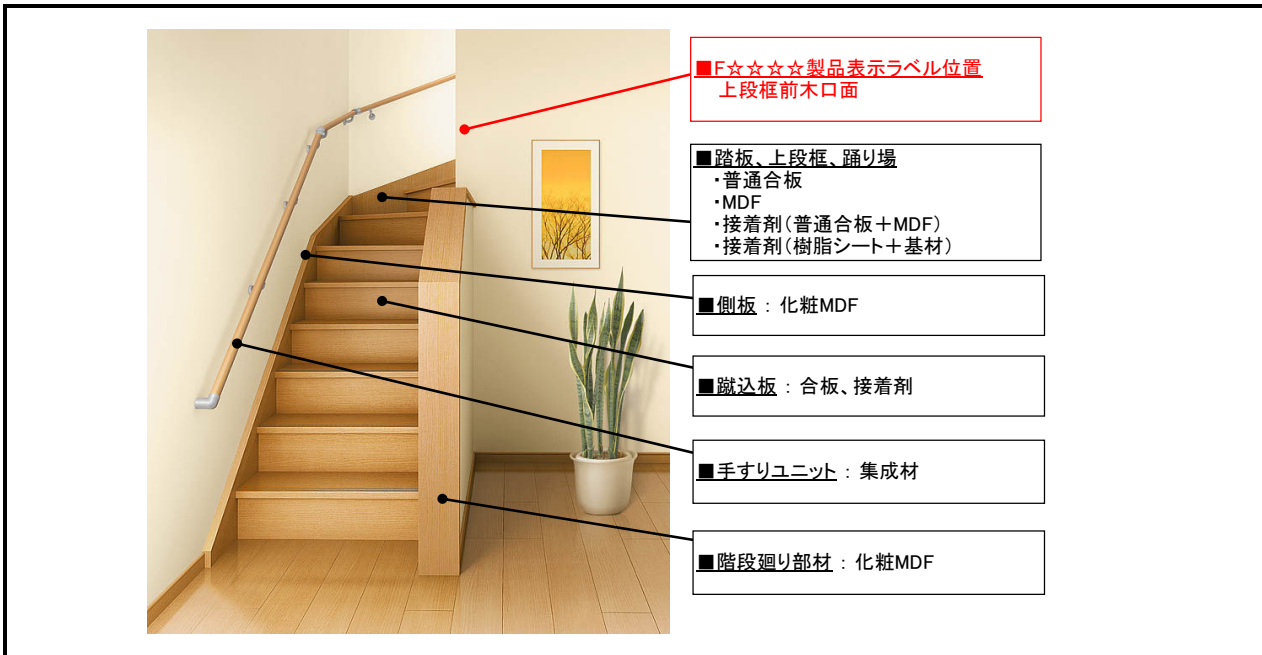 ■F☆☆☆☆製品表示ラベル位置
上段框前木口面
■踏板、上段框、踊り場
・普通合板
・MDF
・接着剤(普通合板＋MDF)
・接着剤(樹脂シート＋基材)
■側板 : 化粧MDF
■蹴込板 : 合板、接着剤
■手すりユニット : 集成材
■階段廻り部材 : 化粧MDF